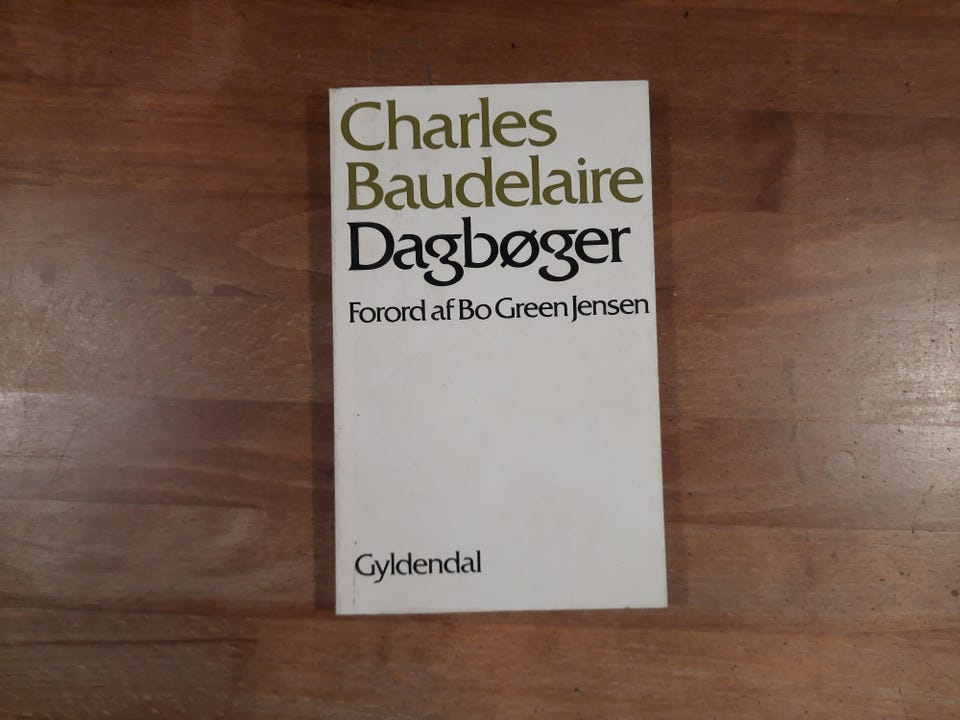 Charles
Baudelaire
Dagbøger
Forord af Bo Green Jensen
Gyldendal